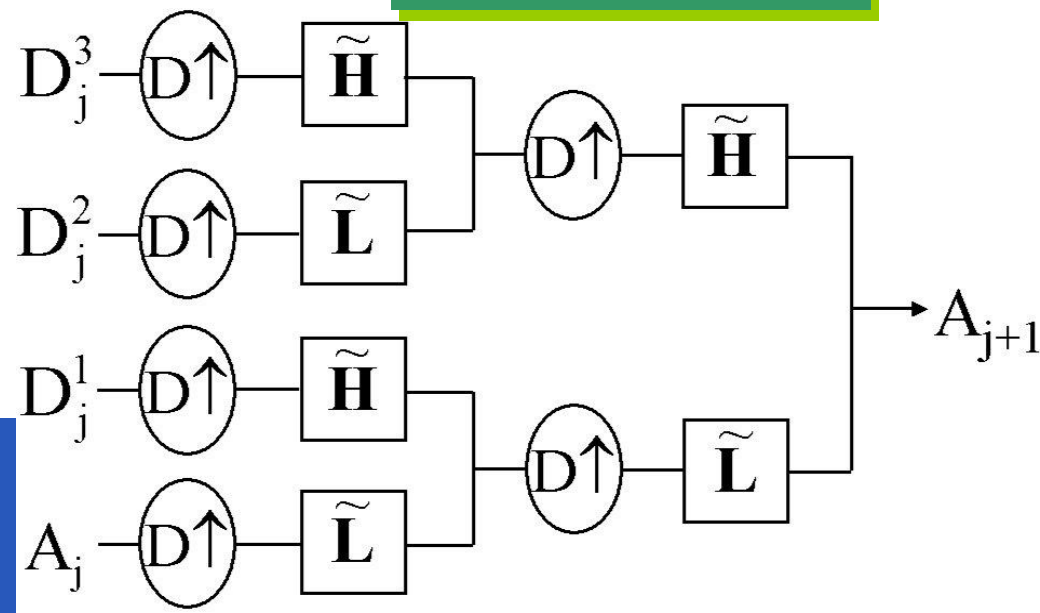 D_j^3 D↑ H̃
D↑ H̃
D_j^2 D↑ L̃
A_{j+1}
D_j^1 D↑ H̃
D↑ L̃
A_j D↑ L̃